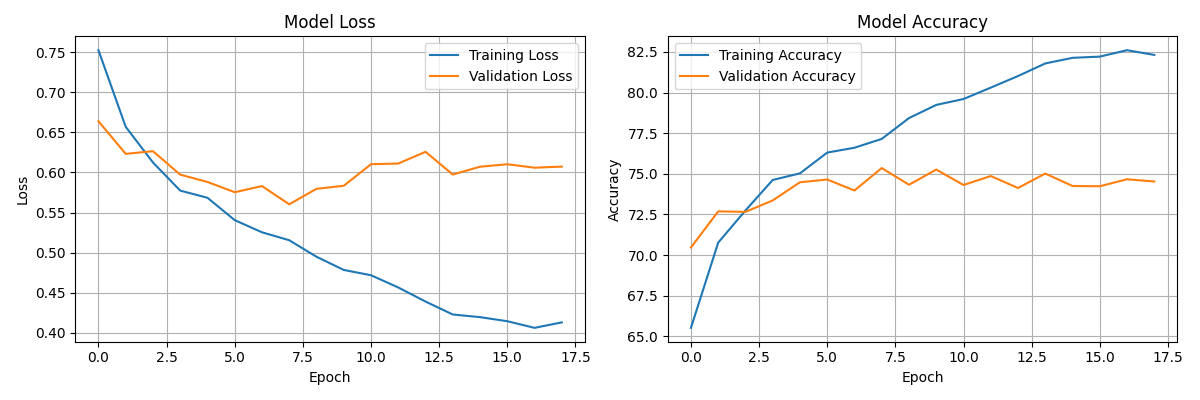 Model Loss
Training Loss
Validation Loss
0.75
0.70
0.65
0.60
0.55
0.50
0.45
0.40
Loss
0.0 2.5 5.0 7.5 10.0 12.5 15.0 17.5
Epoch
Model Accuracy
Training Accuracy
Validation Accuracy
82.5
80.0
77.5
75.0
72.5
70.0
67.5
65.0
Accuracy
0.0 2.5 5.0 7.5 10.0 12.5 15.0 17.5
Epoch